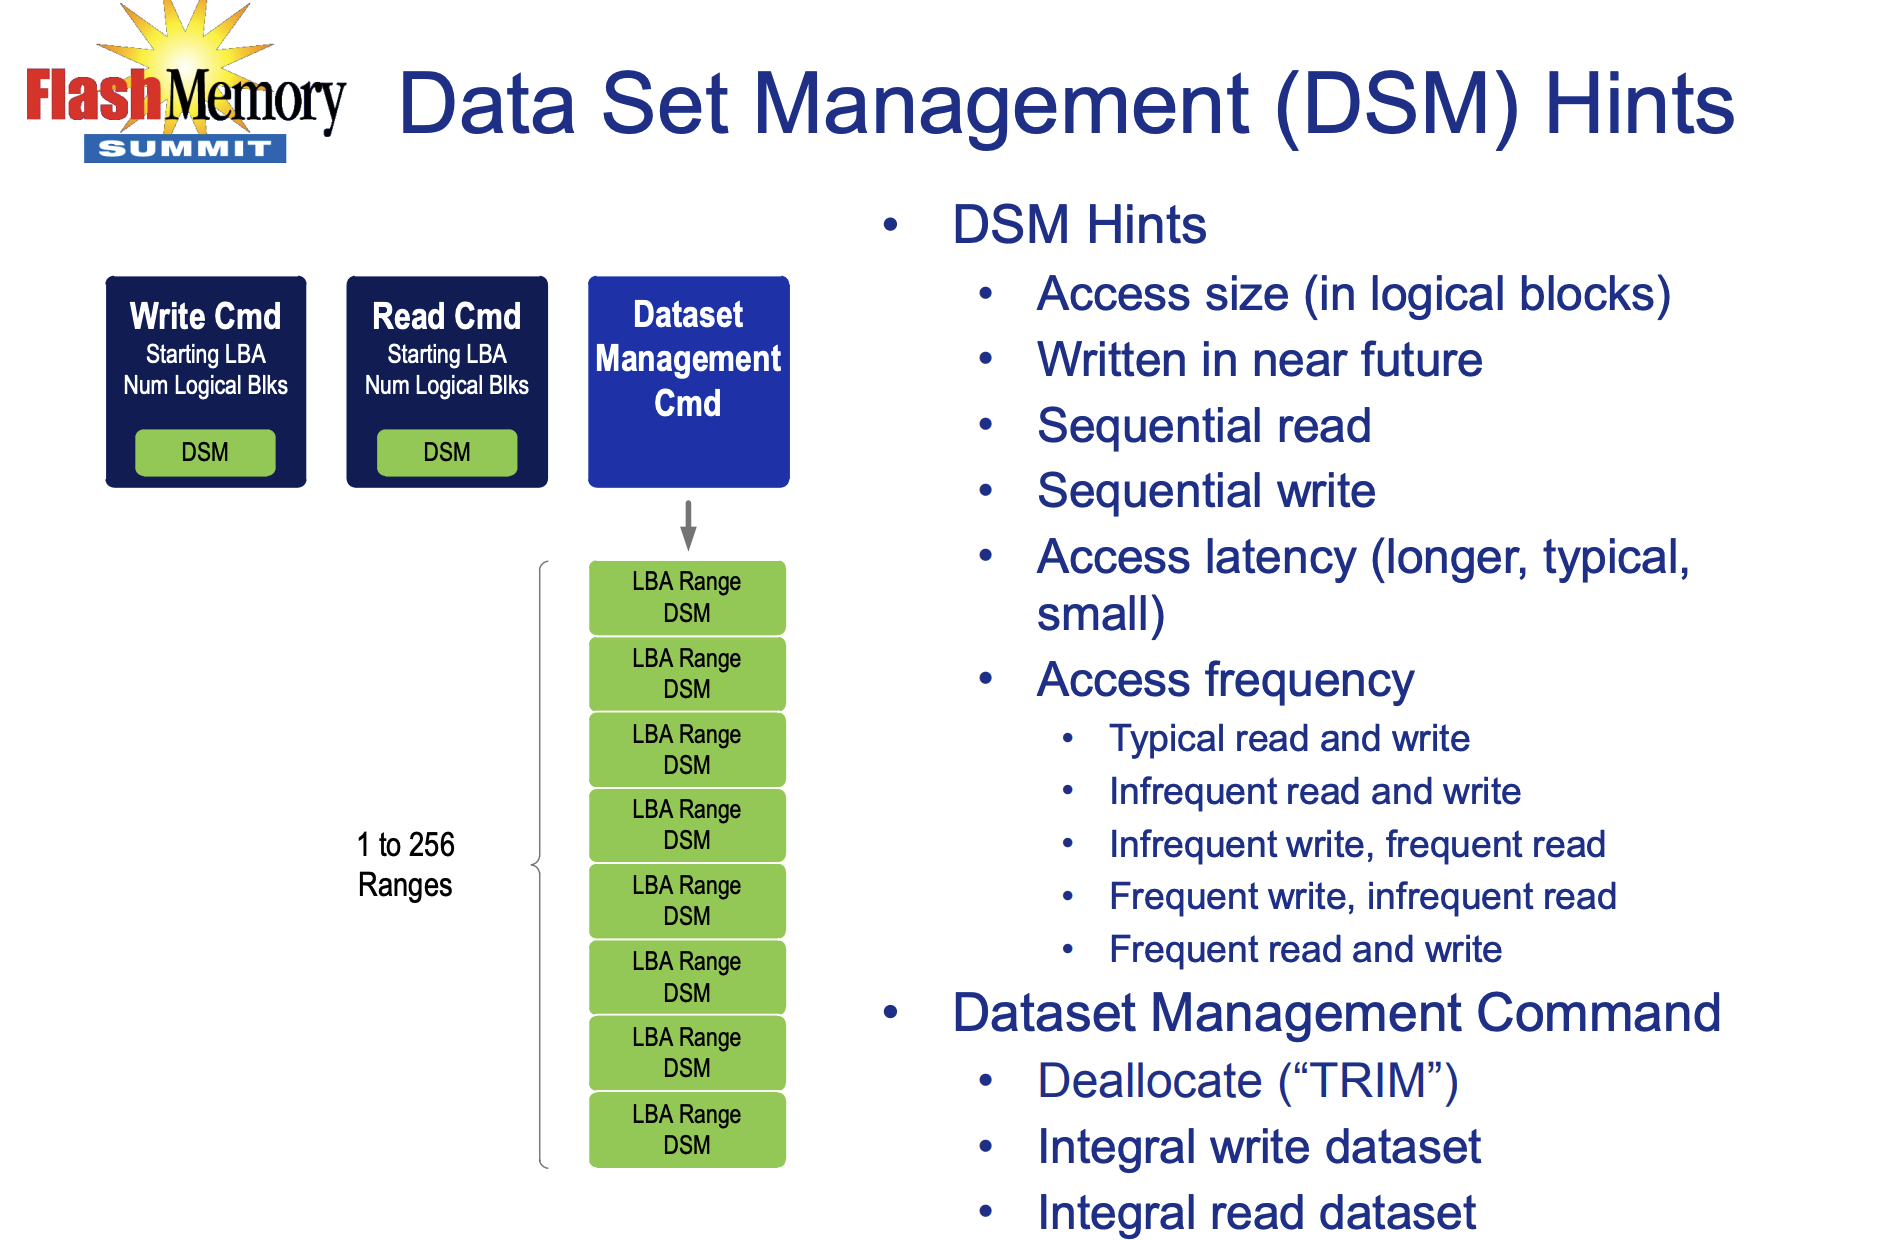 FlashMemory
SUMMIT
Data Set Management (DSM) Hints
Write Cmd
Starting LBA
Num Logical Blks
DSM
Read Cmd
Starting LBA
Num Logical Blks
DSM
Dataset
Management
Cmd
LBA Range
DSM
LBA Range
DSM
LBA Range
DSM
LBA Range
DSM
LBA Range
DSM
LBA Range
DSM
LBA Range
DSM
LBA Range
DSM
1 to 256
Ranges
• DSM Hints
• Access size (in logical blocks)
• Written in near future
• Sequential read
• Sequential write
• Access latency (longer, typical,
small)
• Access frequency
• Typical read and write
• Infrequent read and write
• Infrequent write, frequent read
• Frequent write, infrequent read
• Frequent read and write
• Dataset Management Command
• Deallocate (“TRIM”)
• Integral write dataset
• Integral read dataset